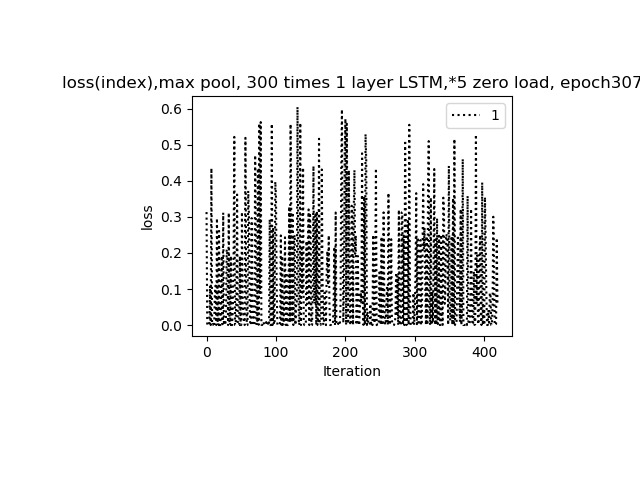 loss(index),max pool, 300 times 1 layer LSTM,*5 zero load, epoch307
1
0.6
0.5
0.4
0.3
0.2
0.1
0.0
loss
0 100 200 300 400
Iteration